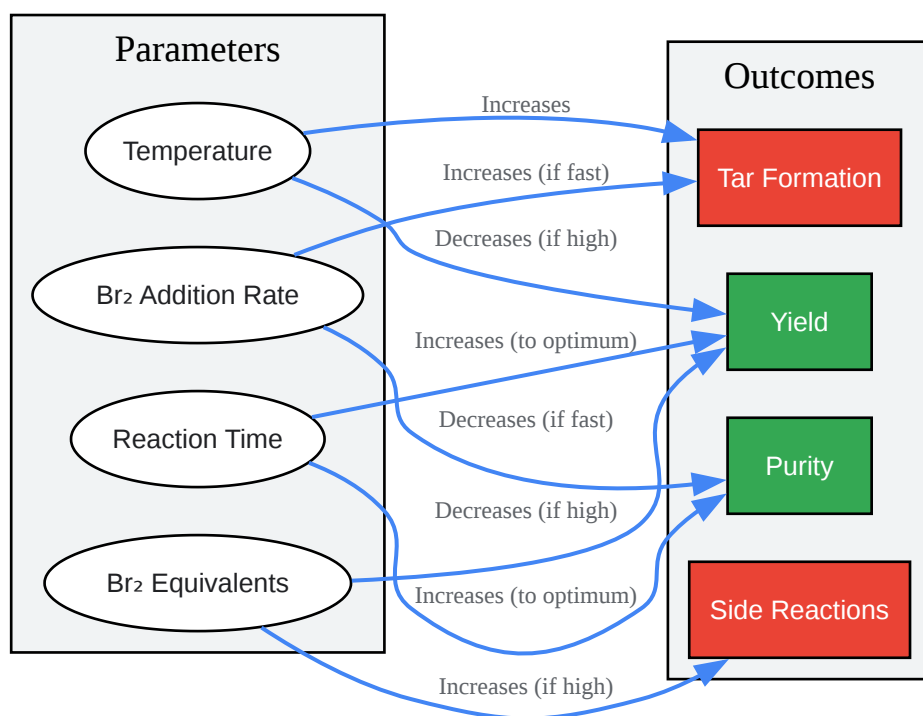 Parameters
Outcomes
Increases
Temperature
Tar Formation
Increases (if fast)
Decreases (if high)
Br₂ Addition Rate
Yield
Increases (to optimum)
Decreases (if fast)
Reaction Time
Purity
Decreases (if high)
Br₂ Equivalents
Increases (to optimum)
Side Reactions
Increases (if high)